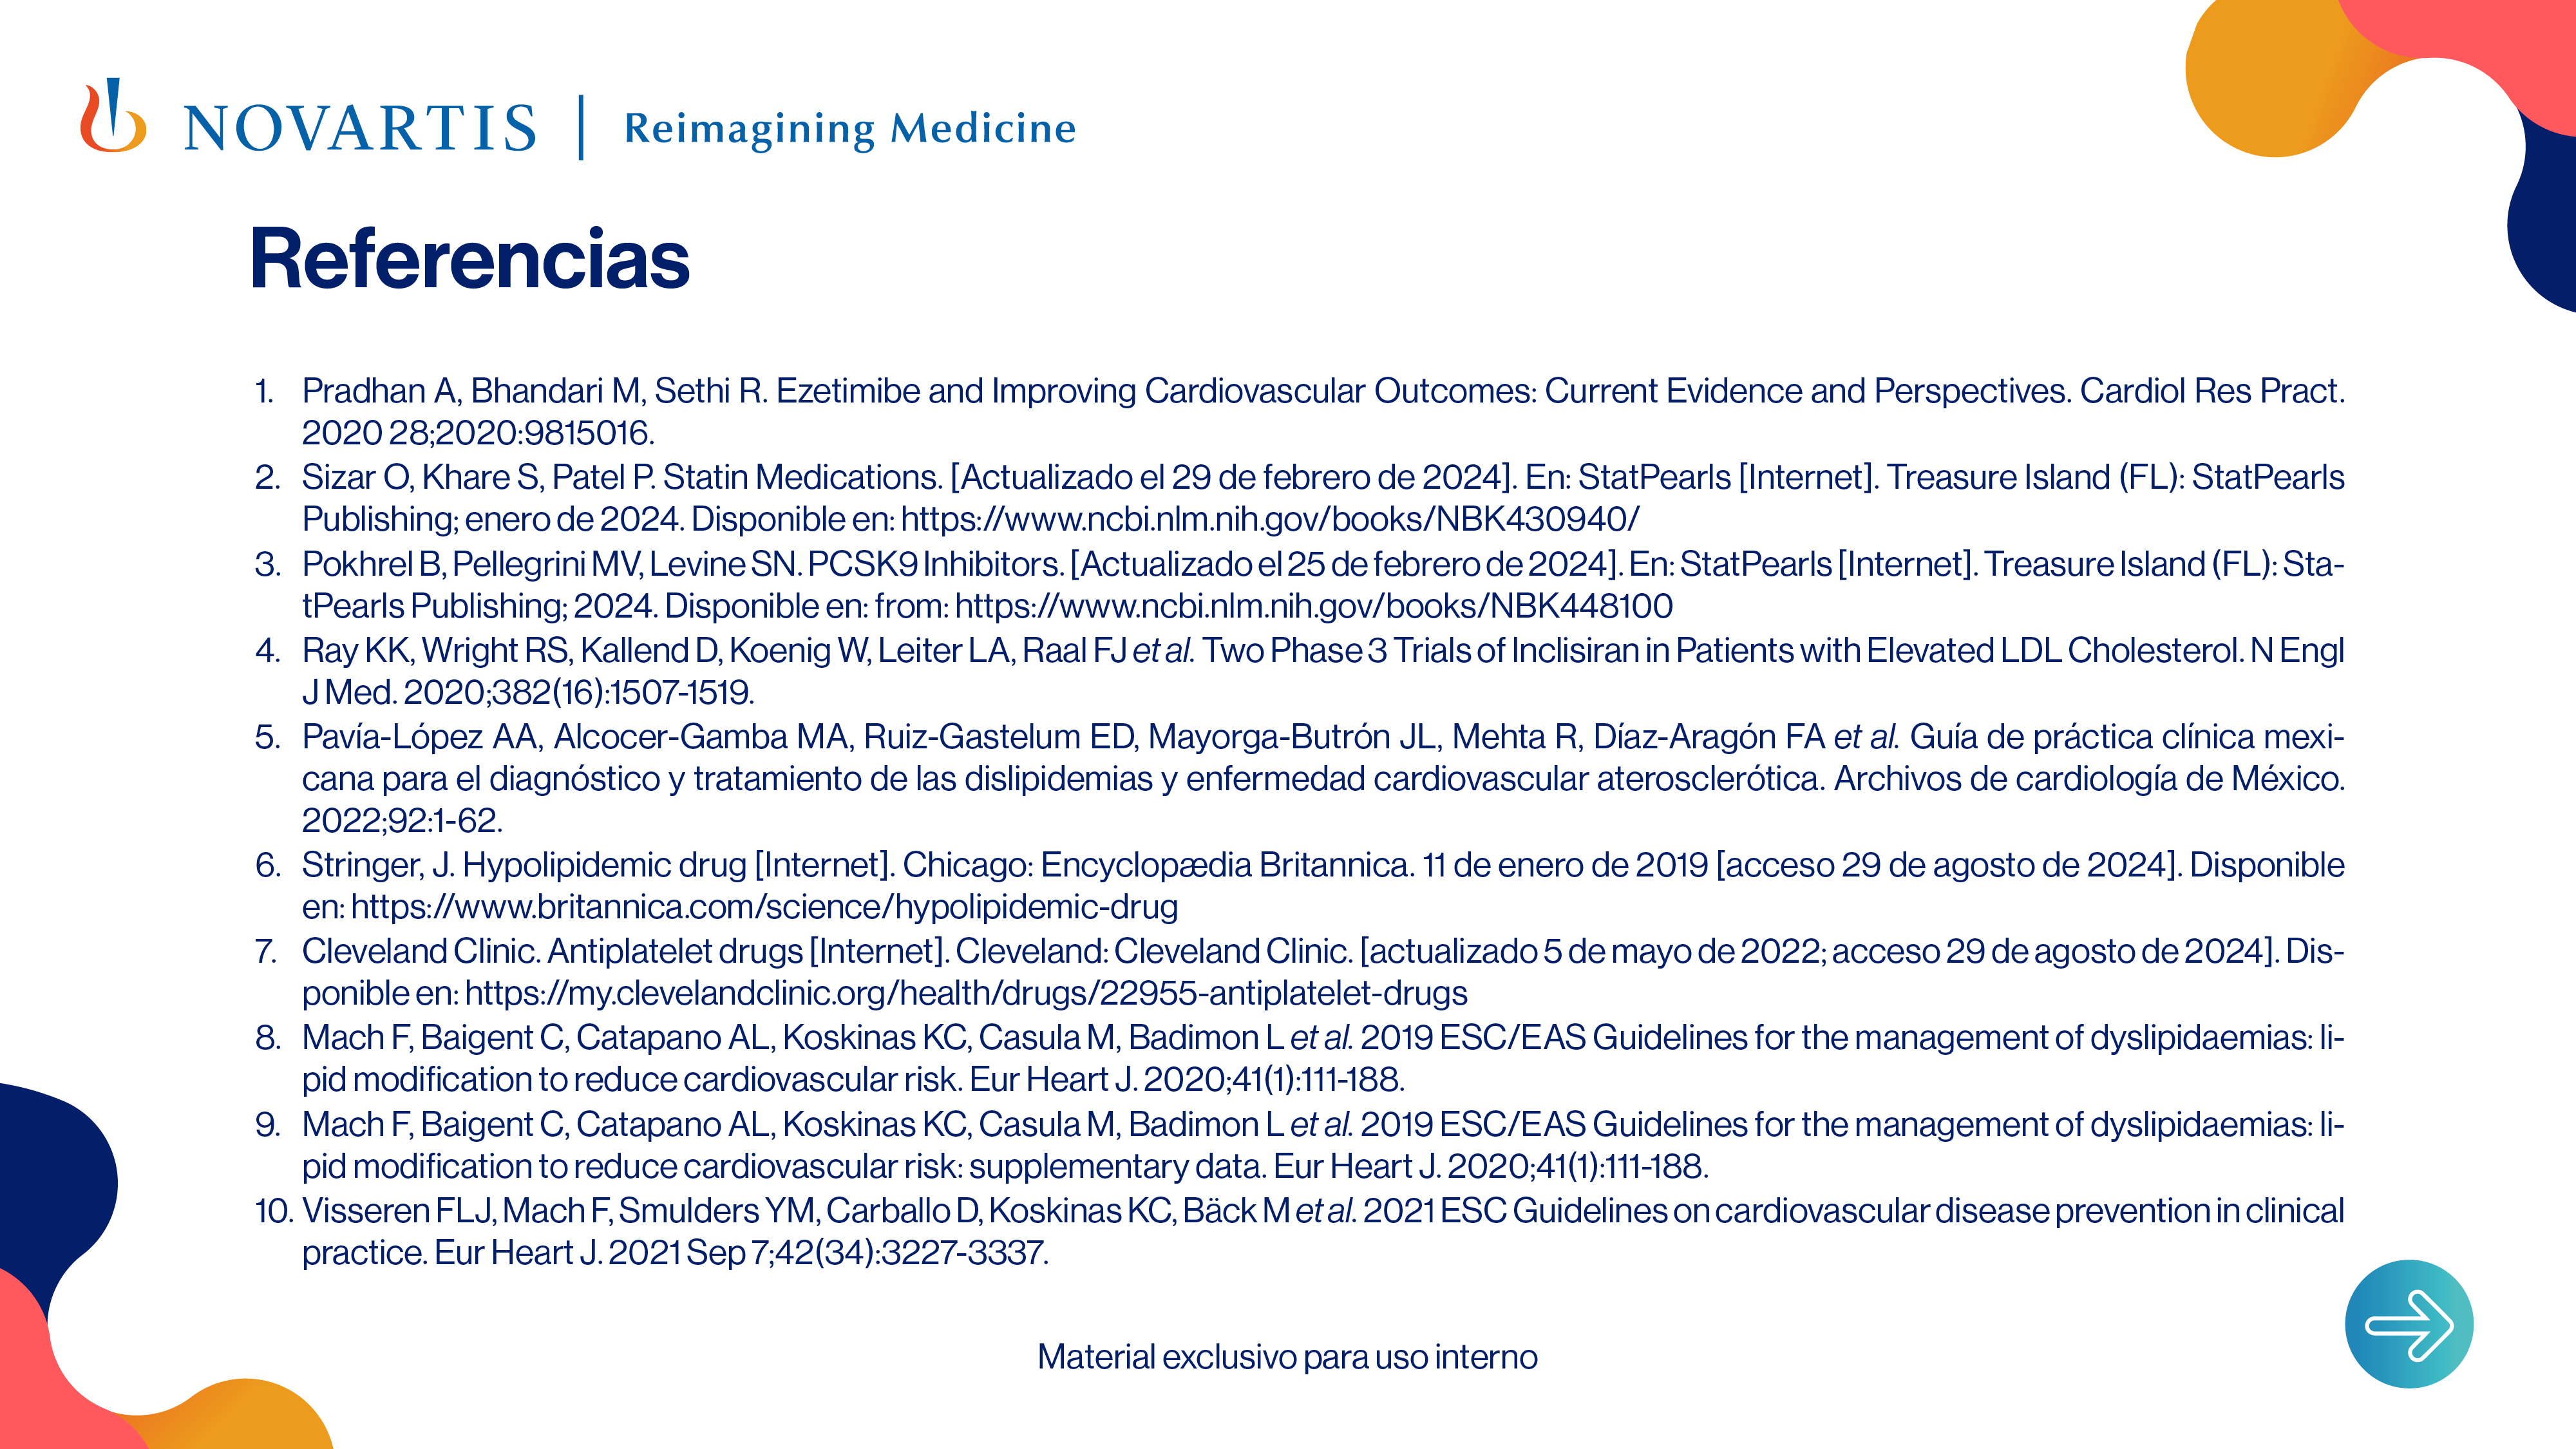 NOVARTIS | Reimagining Medicine
Referencias
1. Pradhan A, Bhandari M, Sethi R. Ezetimibe and Improving Cardiovascular Outcomes: Current Evidence and Perspectives. Cardiol Res Pract.
2020 28;2020:9815016.
2. Sizar O, Khare S, Patel P. Statin Medications. [Actualizado el 29 de febrero de 2024]. En: StatPearls [Internet]. Treasure Island (FL): StatPearls
Publishing; enero de 2024. Disponible en: https://www.ncbi.nlm.nih.gov/books/NBK430940/
3. Pokhrel B, Pellegrini MV, Levine SN. PCSK9 Inhibitors. [Actualizado el 25 de febrero de 2024]. En: StatPearls [Internet]. Treasure Island (FL): Sta-
tPearls Publishing; 2024. Disponible en: from: https://www.ncbi.nlm.nih.gov/books/NBK448100
4. Ray KK, Wright RS, Kallend D, Koenig W, Leiter LA, Raal FJ et al. Two Phase 3 Trials of Inclisiran in Patients with Elevated LDL Cholesterol. N Engl
J Med. 2020;382(16):1507-1519.
5. Pavía-López AA, Alcocer-Gamba MA, Ruiz-Gastelum ED, Mayorga-Butrón JL, Mehta R, Díaz-Aragón FA et al. Guía de práctica clínica mexi-
cana para el diagnóstico y tratamiento de las dislipidemias y enfermedad cardiovascular aterosclerótica. Archivos de cardiología de México.
2022;92:1-62.
6. Stringer, J. Hypolipidemic drug [Internet]. Chicago: Encyclopædia Britannica. 11 de enero de 2019 [acceso 29 de agosto de 2024]. Disponible
en: https://www.britannica.com/science/hypolipidemic-drug
7. Cleveland Clinic. Antiplatelet drugs [Internet]. Cleveland: Cleveland Clinic. [actualizado 5 de mayo de 2022; acceso 29 de agosto de 2024]. Dis-
ponible en: https://my.clevelandclinic.org/health/drugs/22955-antiplatelet-drugs
8. Mach F, Baigent C, Catapano AL, Koskinas KC, Casula M, Badimon L et al. 2019 ESC/EAS Guidelines for the management of dyslipidaemias: li-
pid modification to reduce cardiovascular risk. Eur Heart J. 2020;41(1):111-188.
9. Mach F, Baigent C, Catapano AL, Koskinas KC, Casula M, Badimon L et al. 2019 ESC/EAS Guidelines for the management of dyslipidaemias: li-
pid modification to reduce cardiovascular risk: supplementary data. Eur Heart J. 2020;41(1):111-188.
10. Visseren FLJ, Mach F, Smulders YM, Carballo D, Koskinas KC, Bäck M et al. 2021 ESC Guidelines on cardiovascular disease prevention in clinical
practice. Eur Heart J. 2021 Sep 7;42(34):3227-3337.
Material exclusivo para uso interno